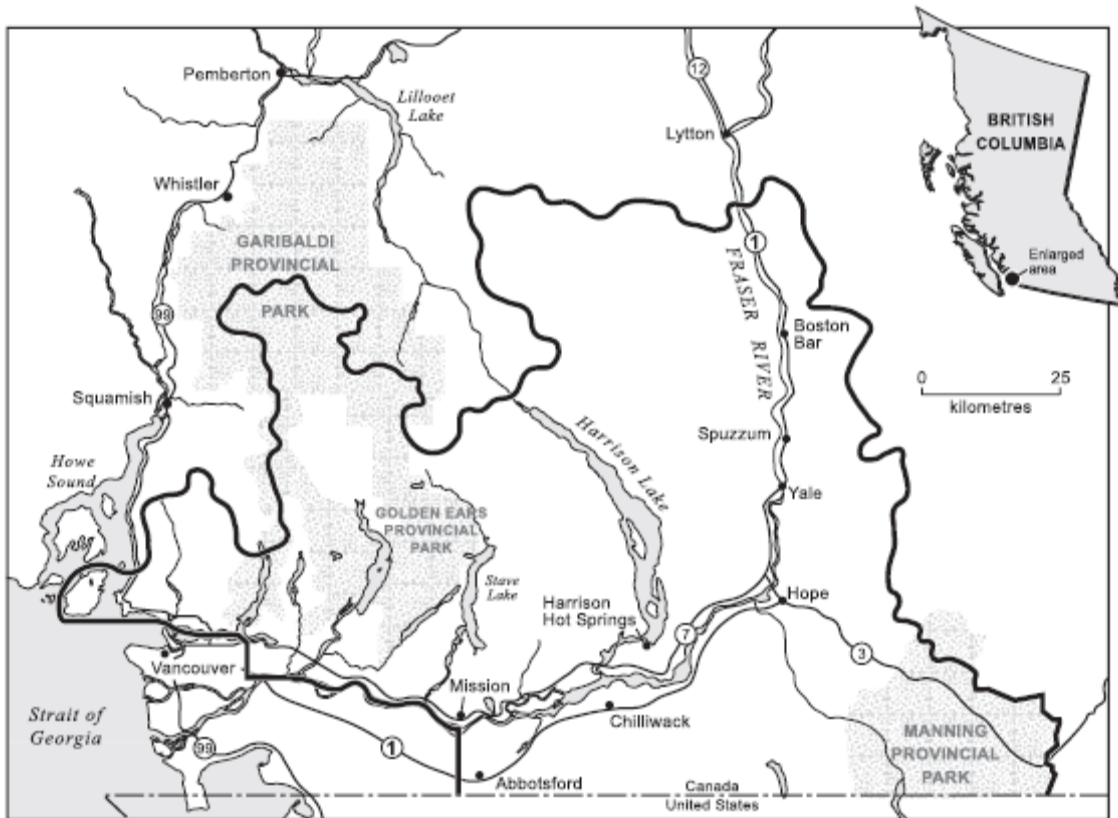 Pemberton
Lillooet
Lake
12
Lytton
BRITISH
COLUMBIA
Whistler
GARIBALDI
PROVINCIAL
PARK
1
FRASER RIVER
Enlarged
area
99
Boston
Bar
0 25
kilometres
Squamish
Spuzzum
Harrison Lake
Howe
Sound
Yale
GOLDEN EARS
PROVINCIAL
PARK
Stave
Lake
Hope
Harrison
Hot Springs
7
3
Vancouver
Mission
Strait of
Georgia
99
1
Chilliwack
MANNING
PROVINCIAL
PARK
Abbotsford
Canada
United States